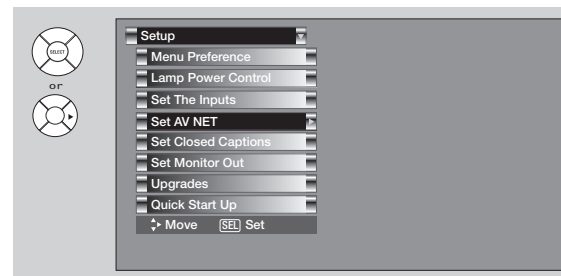 SELECT
or
Setup
Menu Preference
Lamp Power Control
Set The Inputs
Set AV NET
Set Closed Captions
Set Monitor Out
Upgrades
Quick Start Up
Move SEL Set